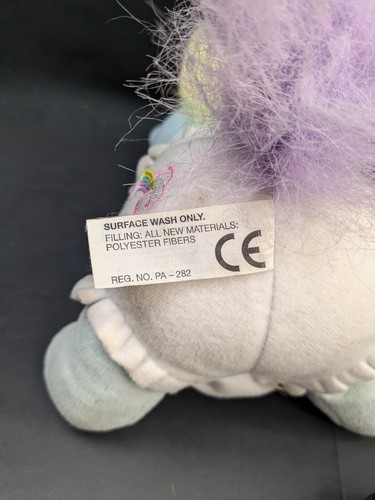 SURFACE WASH ONLY.
FILLING: ALL NEW MATERIALS:
POLYESTER FIBERS
CE
REG. NO. PA – 282